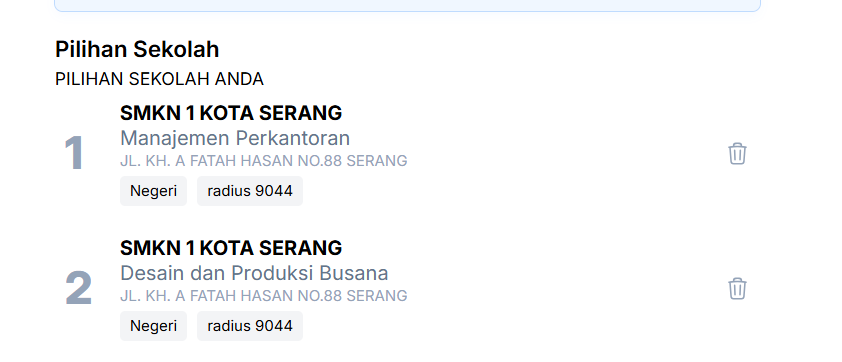 Pilihan Sekolah
PILIHAN SEKOLAH ANDA
1
SMKN 1 KOTA SERANG
Manajemen Perkantoran
JL. KH. A FATAH HASAN NO.88 SERANG
Negeri radius 9044
2
SMKN 1 KOTA SERANG
Desain dan Produksi Busana
JL. KH. A FATAH HASAN NO.88 SERANG
Negeri radius 9044